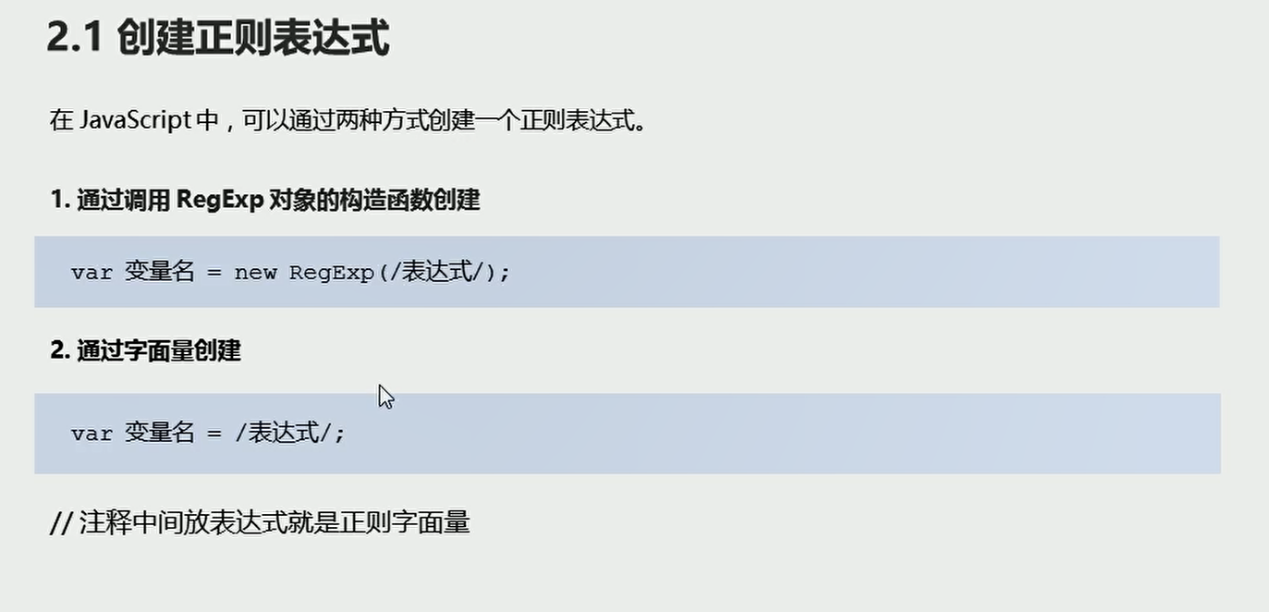 2.1 创建正则表达式
在 JavaScript 中，可以通过两种方式创建一个正则表达式。
1. 通过调用 RegExp 对象的构造函数创建
var 变量名 = new RegExp(/表达式/);
2. 通过字面量创建
var 变量名 = /表达式/;
// 注释中间放表达式就是正则字面量